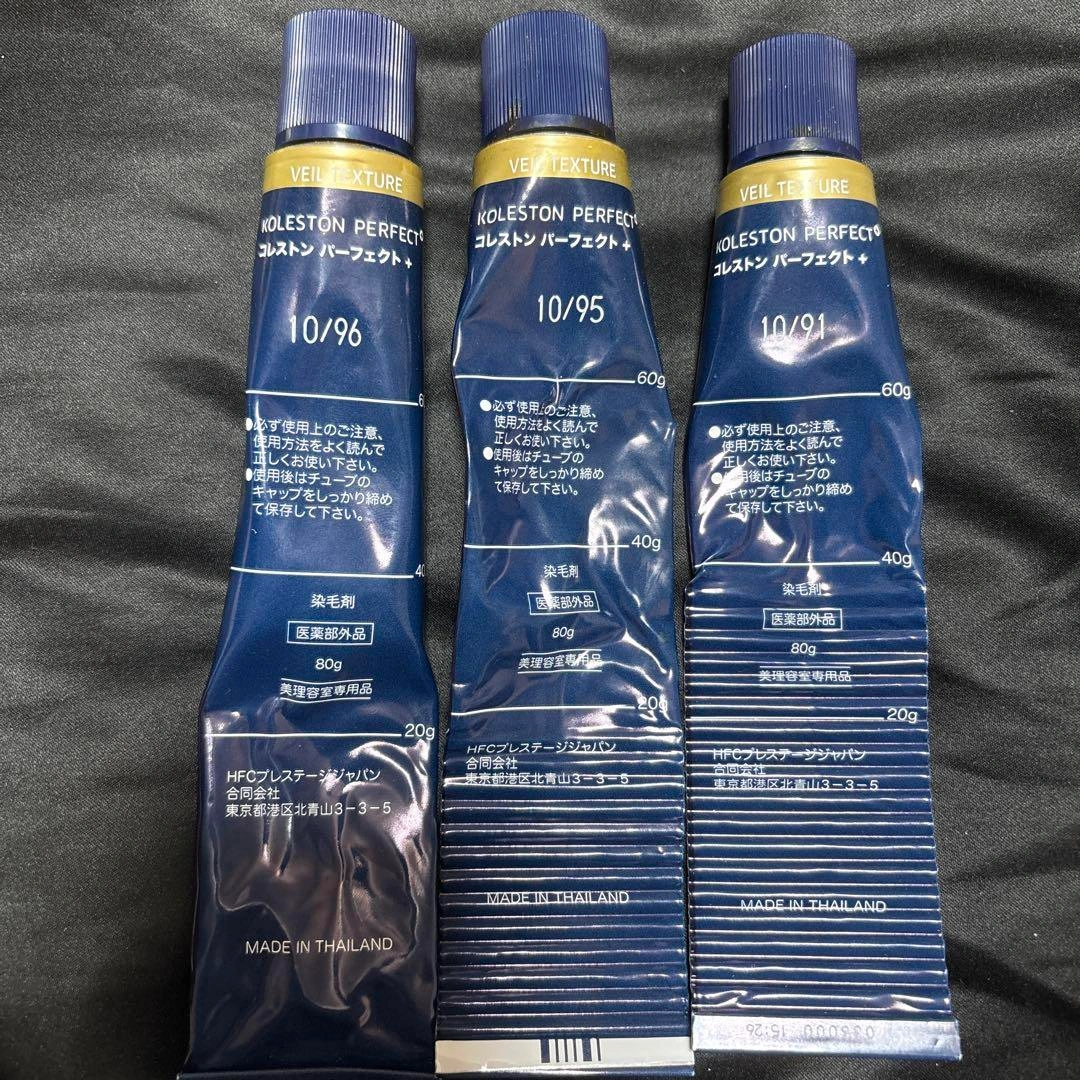 VEIL TEXTURE
KOLESTON PERFECT
コレストン パーフェクト +
10/96
●必ず使用上のご注意、
使用方法をよく読んで
正しくお使い下さい。
●使用後はチューブの
キャップをしっかり締め
て保存して下さい。
染毛剤
医薬部外品
80g
美理容室専用品
20g
HFCプレステージジャパン
合同会社
東京都港区北青山3-3-5
MADE IN THAILAND
VEIL TEXTURE
KOLESTON PERFECT
コレストン パーフェクト +
10/95
60g
●必ず使用上のご注意、
使用方法をよく読んで
正しくお使い下さい。
●使用後はチューブの
キャップをしっかり締め
て保存して下さい。
40g
染毛剤
医薬部外品
80g
美理容室専用品
20g
HFCプレステージジャパン
合同会社
東京都港区北青山3-3-5
MADE IN THAILAND
VEIL TEXTURE
KOLESTON PERFECT
コレストン パーフェクト +
10/91
60g
●必ず使用上のご注意、
使用方法をよく読んで
正しくお使い下さい。
●使用後はチューブの
キャップをしっかり締め
て保存して下さい。
40g
染毛剤
医薬部外品
80g
美理容室専用品
20g
HFCプレステージジャパン
合同会社
東京都港区北青山3-3-5
MADE IN THAILAND